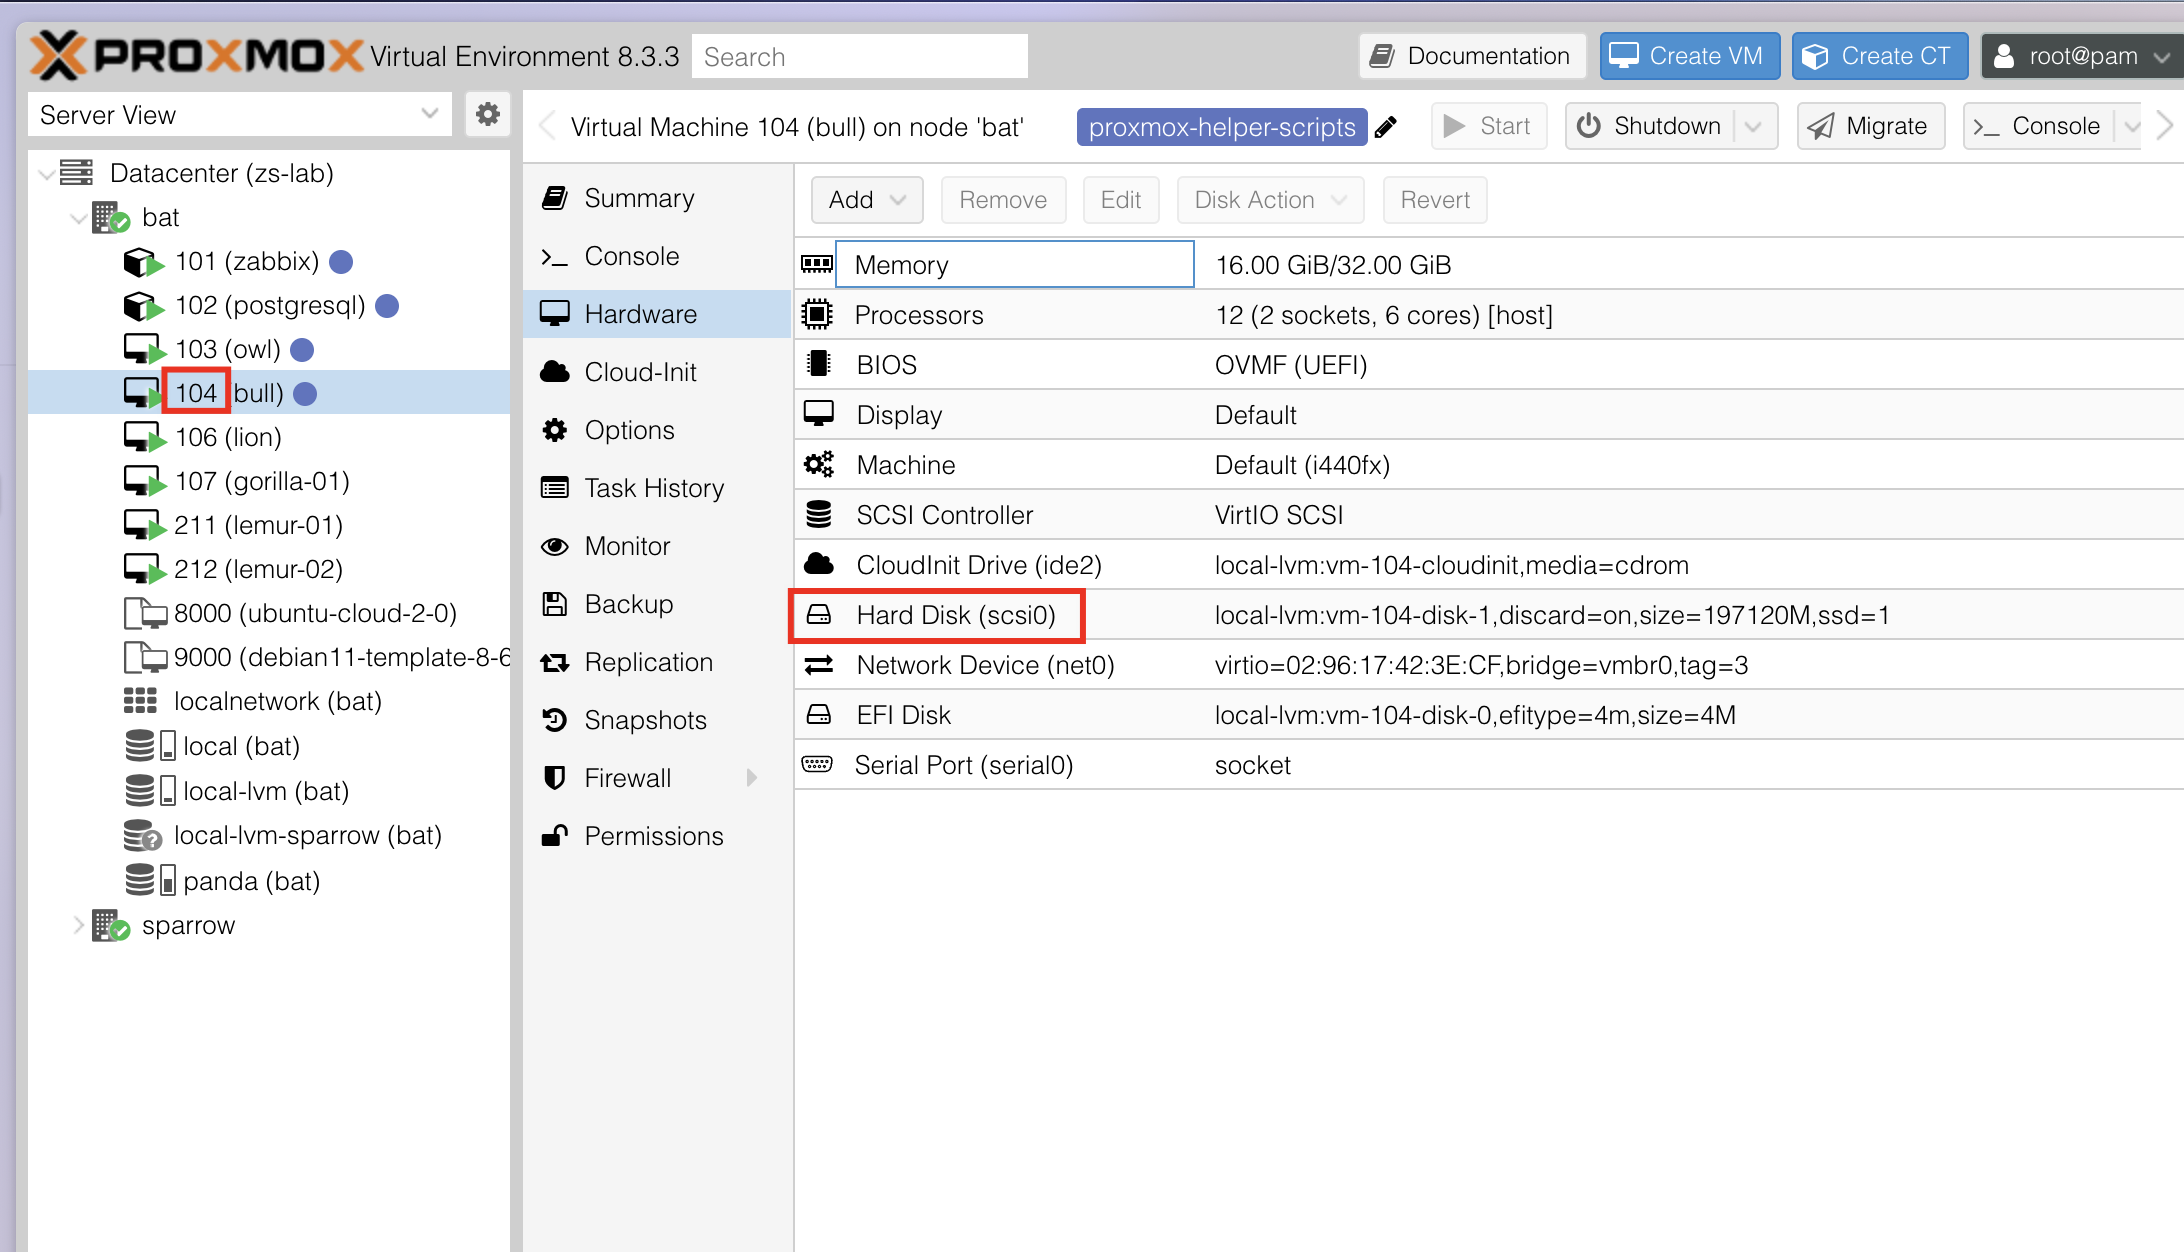 PROXMOX Virtual Environment 8.3.3 Search Documentation Create VM Create CT root@pam
Server View
Virtual Machine 104 (bull) on node 'bat' proxmox-helper-scripts Start Shutdown Migrate Console
Datacenter (zs-lab)
bat
101 (zabbix)
102 (postgresql)
103 (owl)
104 (bull)
106 (lion)
107 (gorilla-01)
211 (lemur-01)
212 (lemur-02)
8000 (ubuntu-cloud-2-0)
9000 (debian11-template-8-6
localnetwork (bat)
local (bat)
local-lvm (bat)
local-lvm-sparrow (bat)
panda (bat)
sparrow
Summary
Console
Hardware
Cloud-Init
Options
Task History
Monitor
Backup
Replication
Snapshots
Firewall
Permissions
Add Remove Edit Disk Action Revert
Memory 16.00 GiB/32.00 GiB
Processors 12 (2 sockets, 6 cores) [host]
BIOS OVMF (UEFI)
Display Default
Machine Default (i440fx)
SCSI Controller VirtIO SCSI
CloudInit Drive (ide2) local-lvm:vm-104-cloudinit,media=cdrom
Hard Disk (scsi0) local-lvm:vm-104-disk-1,discard=on,size=197120M,ssd=1
Network Device (net0) virtio=02:96:17:42:3E:CF,bridge=vmbr0,tag=3
EFI Disk local-lvm:vm-104-disk-0,efitype=4m,size=4M
Serial Port (serial0) socket